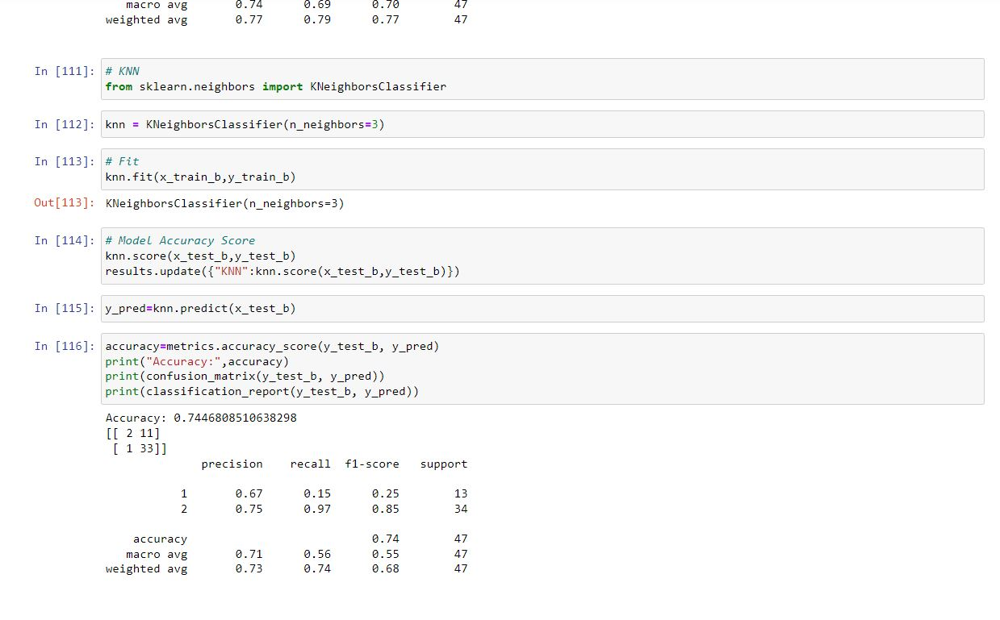 macro avg 0.74 0.69 0.70 47
weighted avg 0.77 0.79 0.77 47
In [111]: # KNN
from sklearn.neighbors import KNeighborsClassifier
In [112]: knn = KNeighborsClassifier(n_neighbors=3)
In [113]: # Fit
knn.fit(x_train_b,y_train_b)
Out[113]: KNeighborsClassifier(n_neighbors=3)
In [114]: # Model Accuracy Score
knn.score(x_test_b,y_test_b)
results.update({"KNN":knn.score(x_test_b,y_test_b)})
In [115]: y_pred=knn.predict(x_test_b)
In [116]: accuracy=metrics.accuracy_score(y_test_b, y_pred)
print("Accuracy:",accuracy)
print(confusion_matrix(y_test_b, y_pred))
print(classification_report(y_test_b, y_pred))
Accuracy: 0.7446808510638298
[[ 2 11]
[ 1 33]]
precision recall f1-score support
1 0.67 0.15 0.25 13
2 0.75 0.97 0.85 34
accuracy 0.74 47
macro avg 0.71 0.56 0.55 47
weighted avg 0.73 0.74 0.68 47